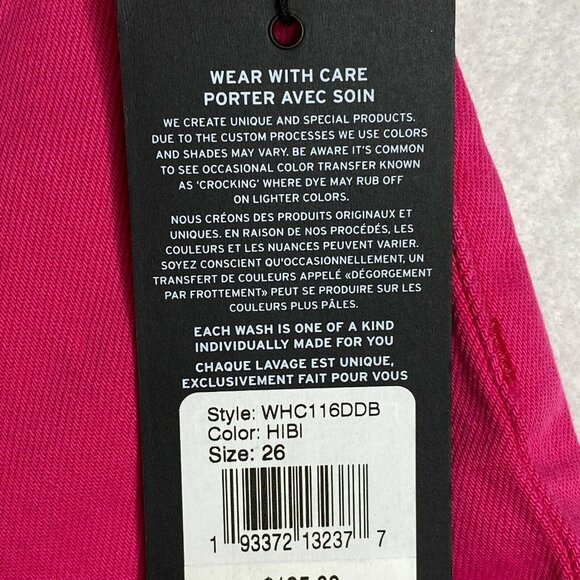 WEAR WITH CARE
PORTER AVEC SOIN
WE CREATE UNIQUE AND SPECIAL PRODUCTS.
DUE TO THE CUSTOM PROCESSES WE USE COLORS
AND SHADES MAY VARY. BE AWARE IT'S COMMON
TO SEE OCCASIONAL COLOR TRANSFER KNOWN
AS 'CROCKING' WHERE DYE MAY RUB OFF
ON LIGHTER COLORS.
NOUS CRÉONS DES PRODUITS ORIGINAUX ET
UNIQUES. EN RAISON DE NOS PROCÉDÉS, LES
COULEURS ET LES NUANCES PEUVENT VARIER.
SOYEZ CONSCIENT QU'OCCASIONNELLEMENT, UN
TRANSFERT DE COULEURS APPELÉ «DÉGORGEMENT
PAR FROTTEMENT» PEUT SE PRODUIRE SUR LES
COULEURS PLUS PÂLES.
EACH WASH IS ONE OF A KIND
INDIVIDUALLY MADE FOR YOU
CHAQUE LAVAGE EST UNIQUE,
EXCLUSIVEMENT FAIT POUR VOUS
Style: WHC116DDB
Color: HIBI
Size: 26
1 93372 13237 7